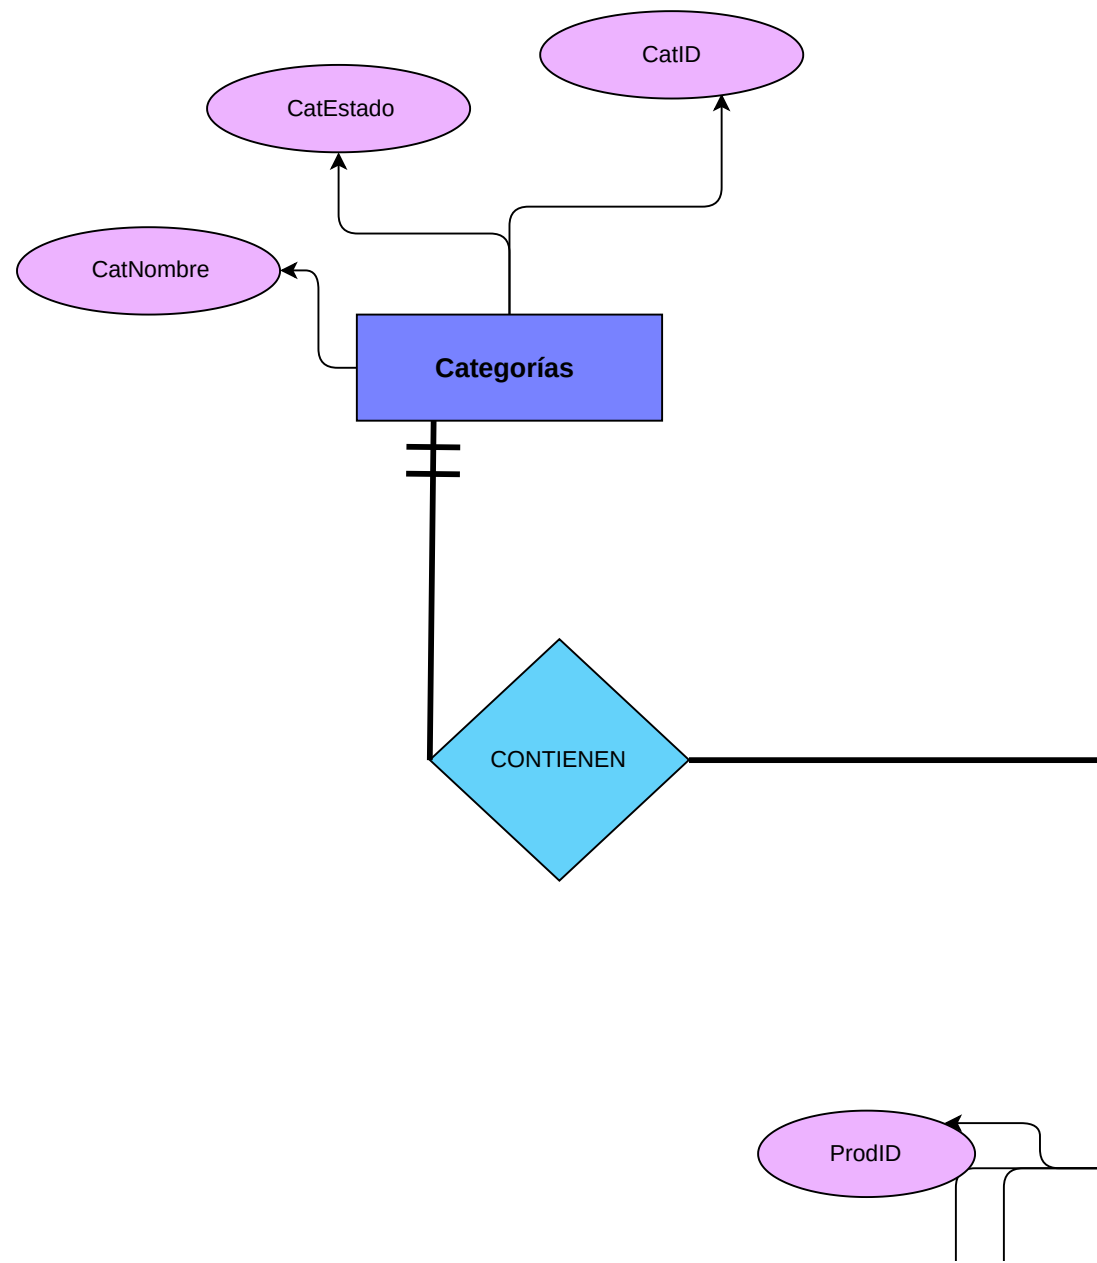 CatID
CatEstado
CatNombre
Categorías
CONTIENEN
ProdID